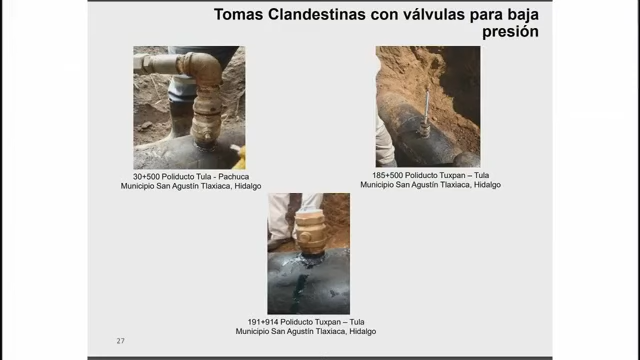 Tomas Clandestinas con válvulas para baja
presión
30+500 Poliducto Tula - Pachuca
Municipio San Agustín Tlaxiaca, Hidalgo
185+500 Poliducto Tuxpan – Tula
Municipio San Agustín Tlaxiaca, Hidalgo
191+914 Poliducto Tuxpan – Tula
Municipio San Agustín Tlaxiaca, Hidalgo
27